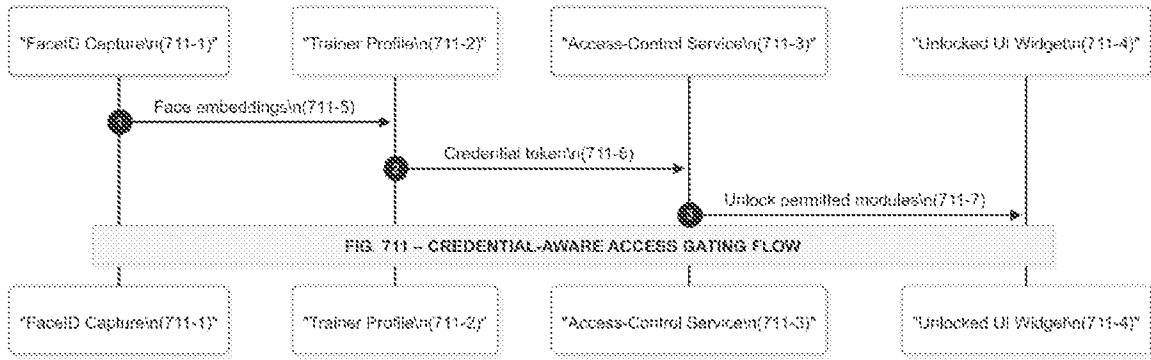 "FaceID Capture\n(711-1)"
"Trainer Profile\n(711-2)"
"Access-Control Service\n(711-3)"
"Unlocked UI Widget\n(711-4)"
Face embeddings\n(711-5)
Credential token\n(711-6)
Unlock permitted modules\n(711-7)
FIG. 711 – CREDENTIAL-AWARE ACCESS GATING FLOW
"FaceID Capture\n(711-1)"
"Trainer Profile\n(711-2)"
"Access-Control Service\n(711-3)"
"Unlocked UI Widget\n(711-4)"